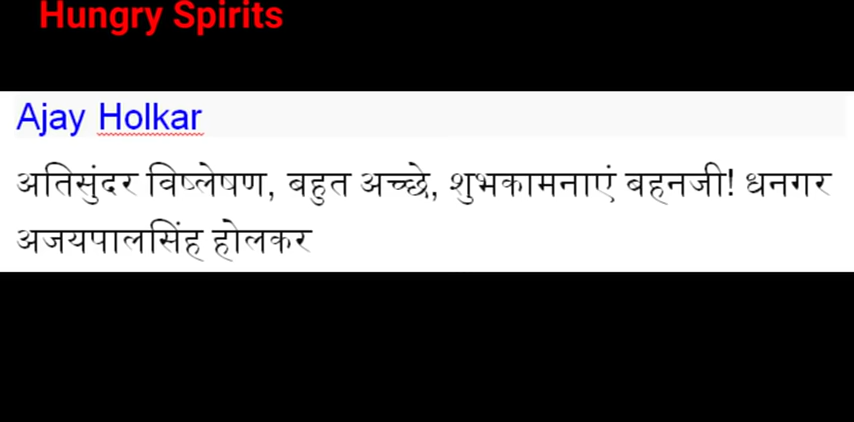 Hungry Spirits
Ajay Holkar
अतिसुंदर विष्लेषण, बहुत अच्छे, शुभकामनाएं बहनजी! धनगर
अजयपालसिंह होलकर